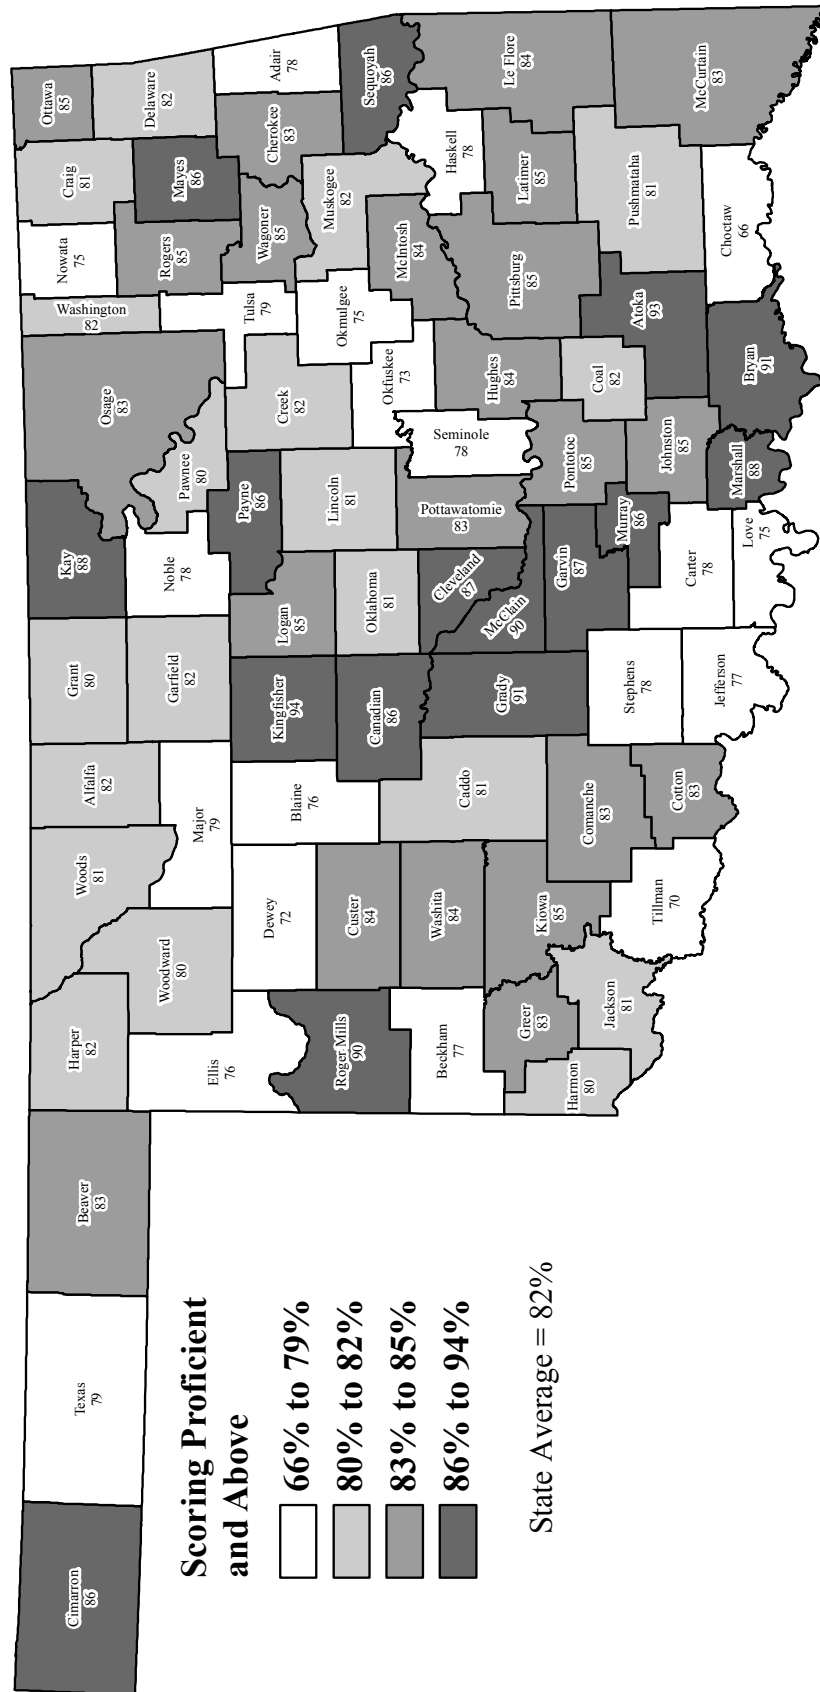 Cimarron
86
Texas
79
Beaver
83
Harper
82
Ellis
76
Woodward
80
Woods
81
Alfalfa
82
Major
79
Grant
80
Garfield
82
Kay
88
Noble
78
Osage
83
Pawnee
80
Payne
86
Washington
82
Nowata
75
Craig
81
Ottawa
85
Delaware
82
Mayes
86
Rogers
85
Tulsa
79
Wagoner
85
Cherokee
83
Adair
78
Sequoyah
86
Muskogee
82
Okmulgee
75
Creek
82
Lincoln
81
Logan
85
Kingfisher
94
Blaine
76
Dewey
72
Roger Mills
90
Custer
84
Canadian
86
Oklahoma
81
Cleveland
87
Pottawatomie
83
Okfuskee
73
Seminole
78
McIntosh
84
Haskell
78
Le Flore
84
Latimer
85
Pittsburg
85
Hughes
84
Beckham
77
Washita
84
Caddo
81
Grady
91
McClain
90
Garvin
87
Pontotoc
85
Coal
82
Atoka
93
Pushmataha
81
McCurtain
83
Choctaw
66
Bryan
91
Marshall
88
Johnston
85
Murray
86
Carter
78
Love
75
Stephens
78
Jefferson
77
Comanche
83
Cotton
83
Tillman
70
Kiowa
85
Greer
83
Jackson
81
Harmon
80
Scoring Proficient
and Above
66% to 79%
80% to 82%
83% to 85%
86% to 94%
State Average = 82%